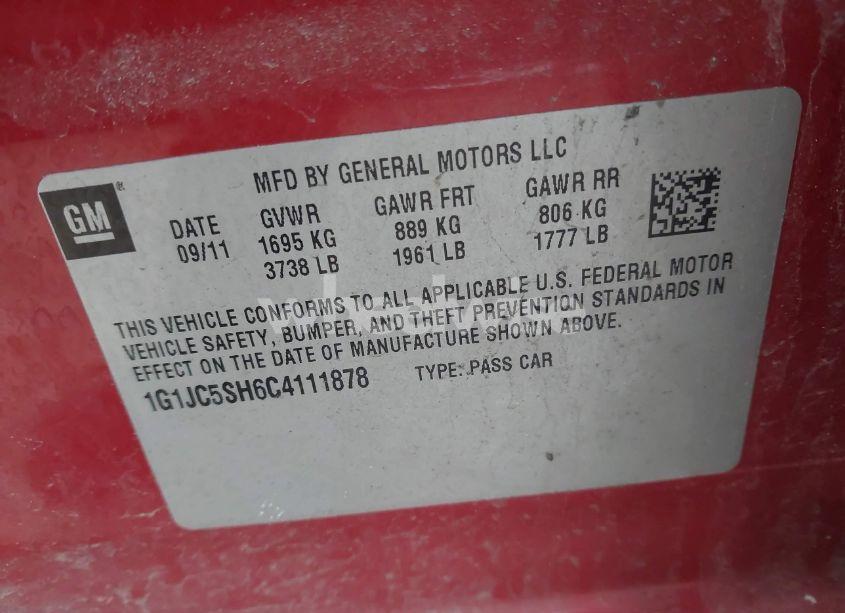 MFD BY GENERAL MOTORS LLC
GM
DATE GVWR GAWR FRT GAWR RR
09/11 1695 KG 889 KG 806 KG
3738 LB 1961 LB 1777 LB
THIS VEHICLE CONFORMS TO ALL APPLICABLE U.S. FEDERAL MOTOR
VEHICLE SAFETY, BUMPER, AND THEFT PREVENTION STANDARDS IN
EFFECT ON THE DATE OF MANUFACTURE SHOWN ABOVE.
1G1JC5SH6C4111878 TYPE: PASS CAR